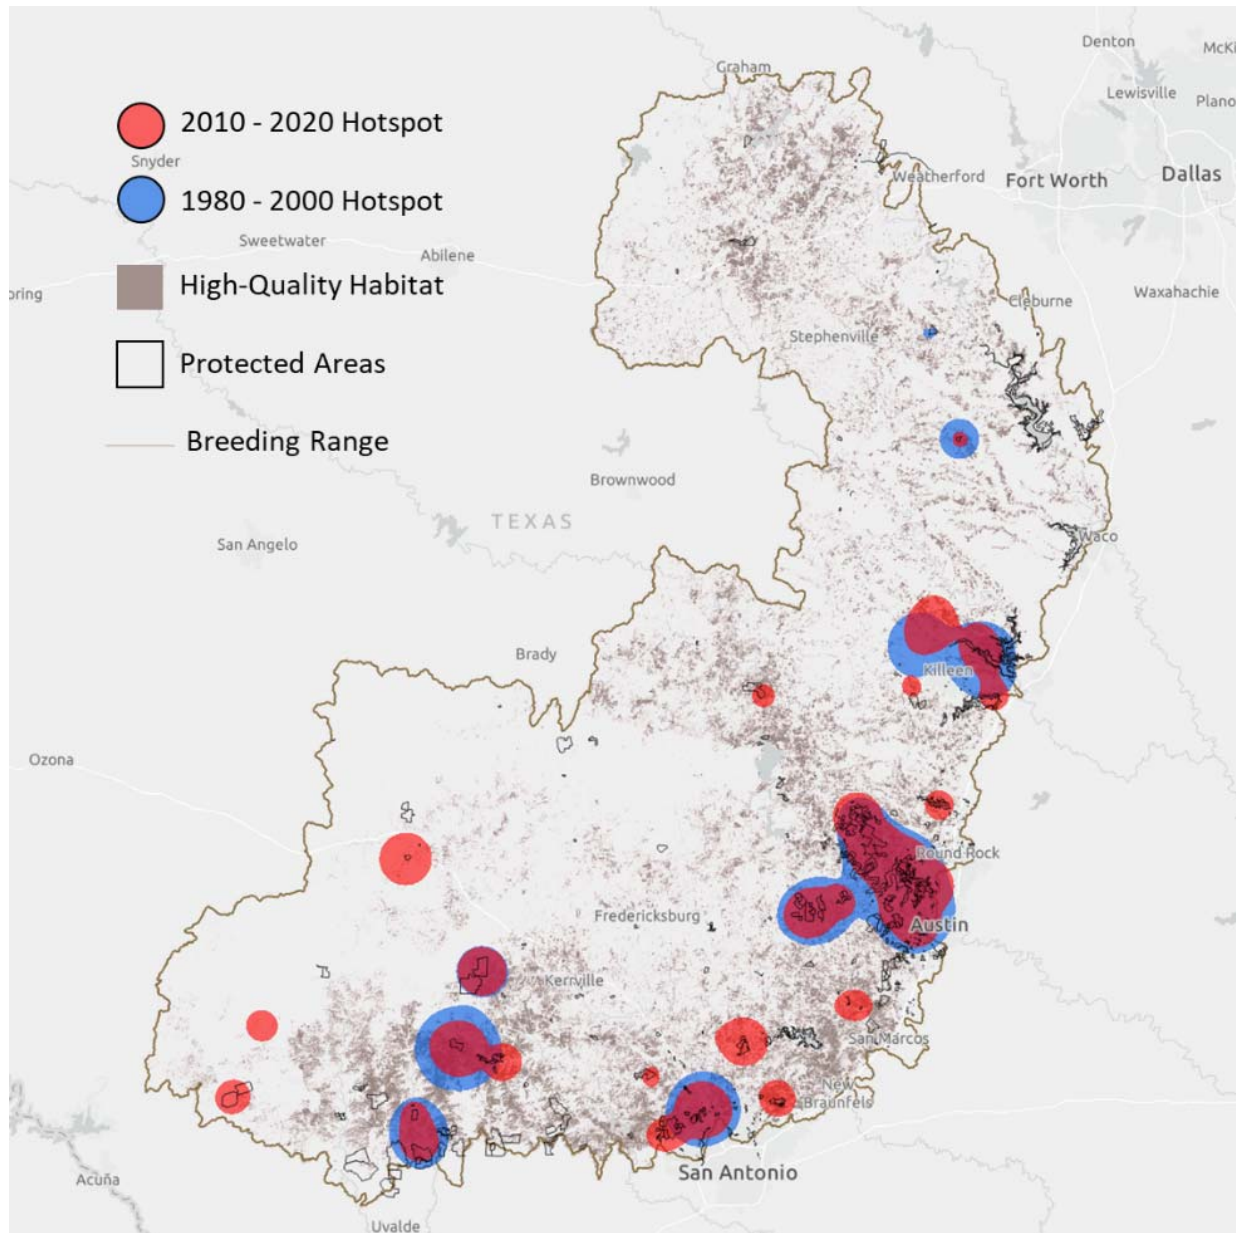 Denton
McKi
Graham
Lewisville
Plano
2010 - 2020 Hotspot
Snyder
Weatherford
Fort Worth
Dallas
1980 - 2000 Hotspot
Sweetwater
Abilene
High-Quality Habitat
oring
Cleburne
Waxahachie
Stephenville
Protected Areas
Breeding Range
Brownwood
TEXAS
San Angelo
Waco
Brady
Killeen
Ozona
Round Rock
Fredericksburg
Austin
Kerrville
San Marcos
New
Braunfels
San Antonio
Acuña
Uvalde